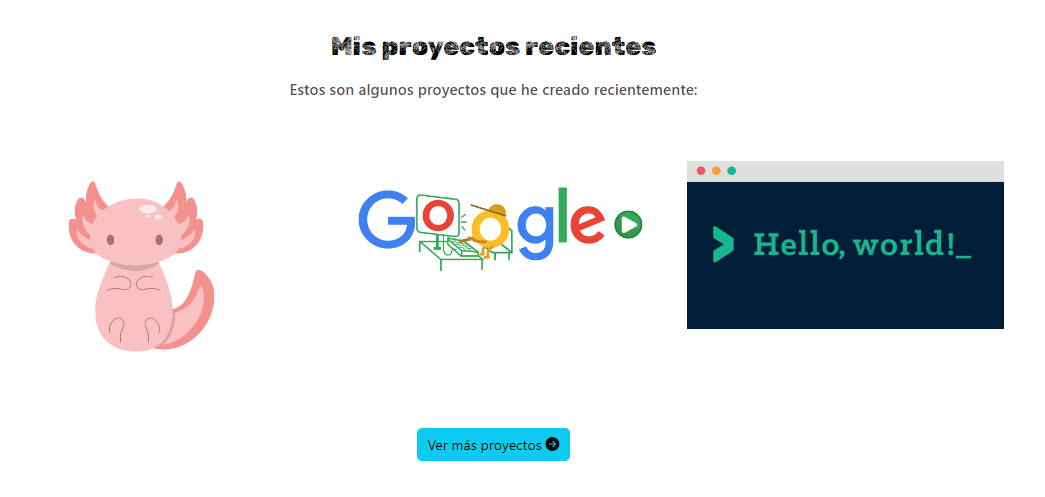 Mis proyectos recientes
Estos son algunos proyectos que he creado recientemente:
Google
Hello, world!_
Ver más proyectos